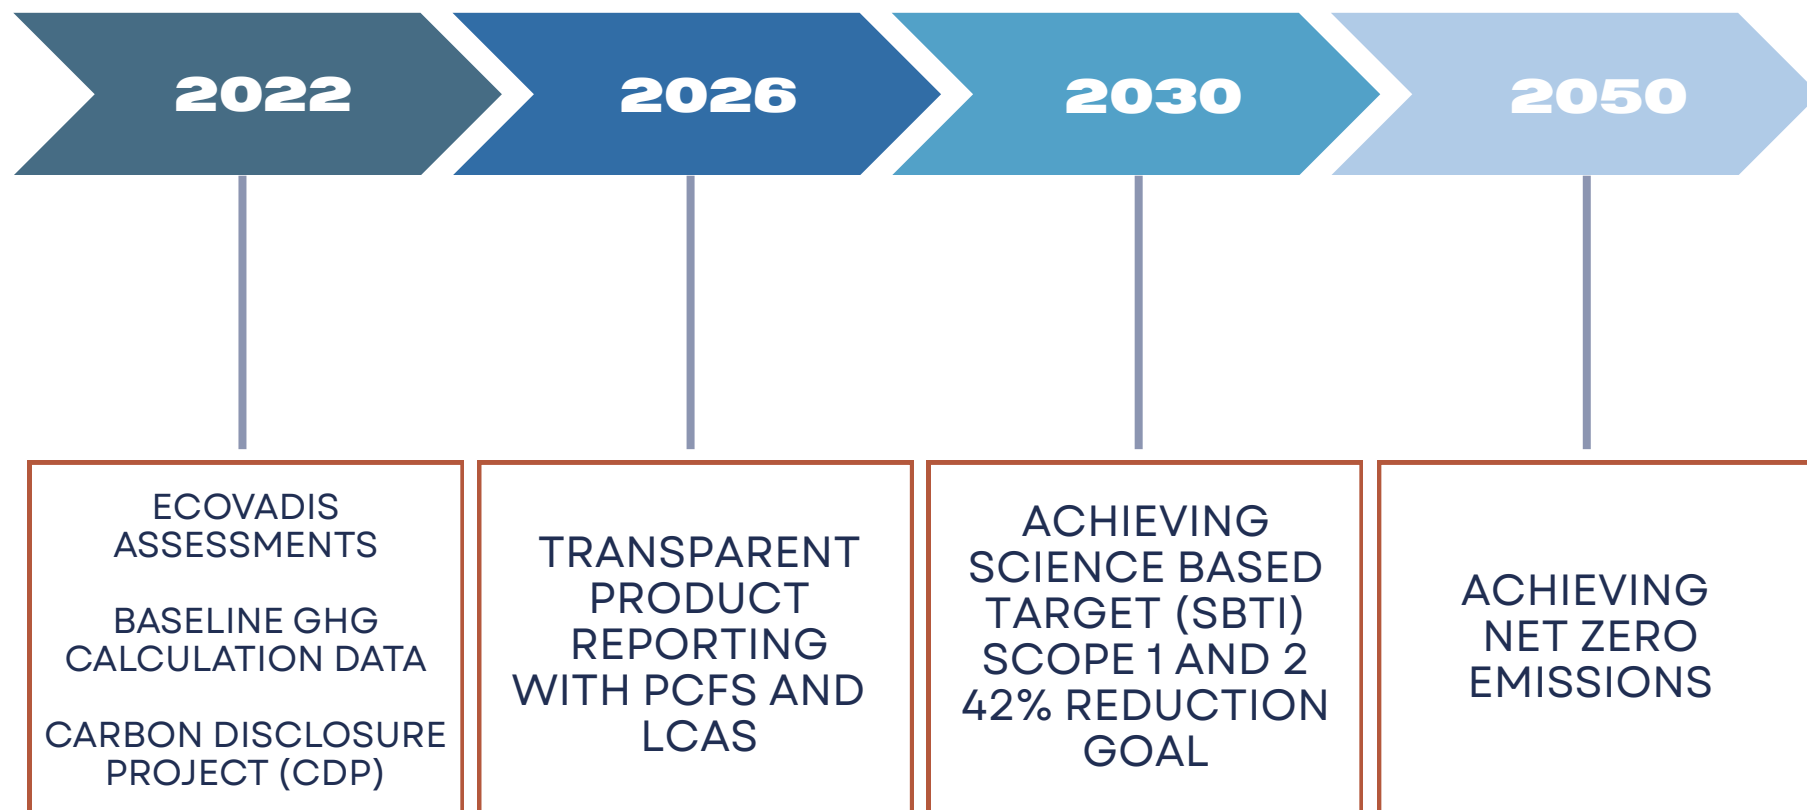 2022
2026
2030
2050
ECOVADIS
ASSESSMENTS
BASELINE GHG
CALCULATION DATA
CARBON DISCLOSURE
PROJECT (CDP)
TRANSPARENT
PRODUCT
REPORTING
WITH PCFS AND
LCAS
ACHIEVING
SCIENCE BASED
TARGET (SBTI)
SCOPE 1 AND 2
42% REDUCTION
GOAL
ACHIEVING
NET ZERO
EMISSIONS